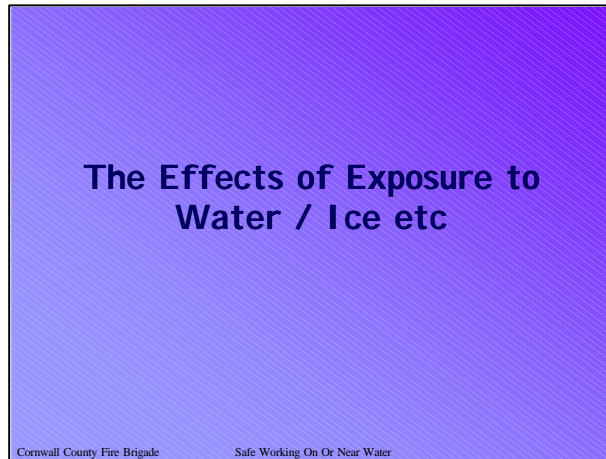 The Effects of Exposure to
Water / Ice etc
Cornwall County Fire Brigade Safe Working On Or Near Water